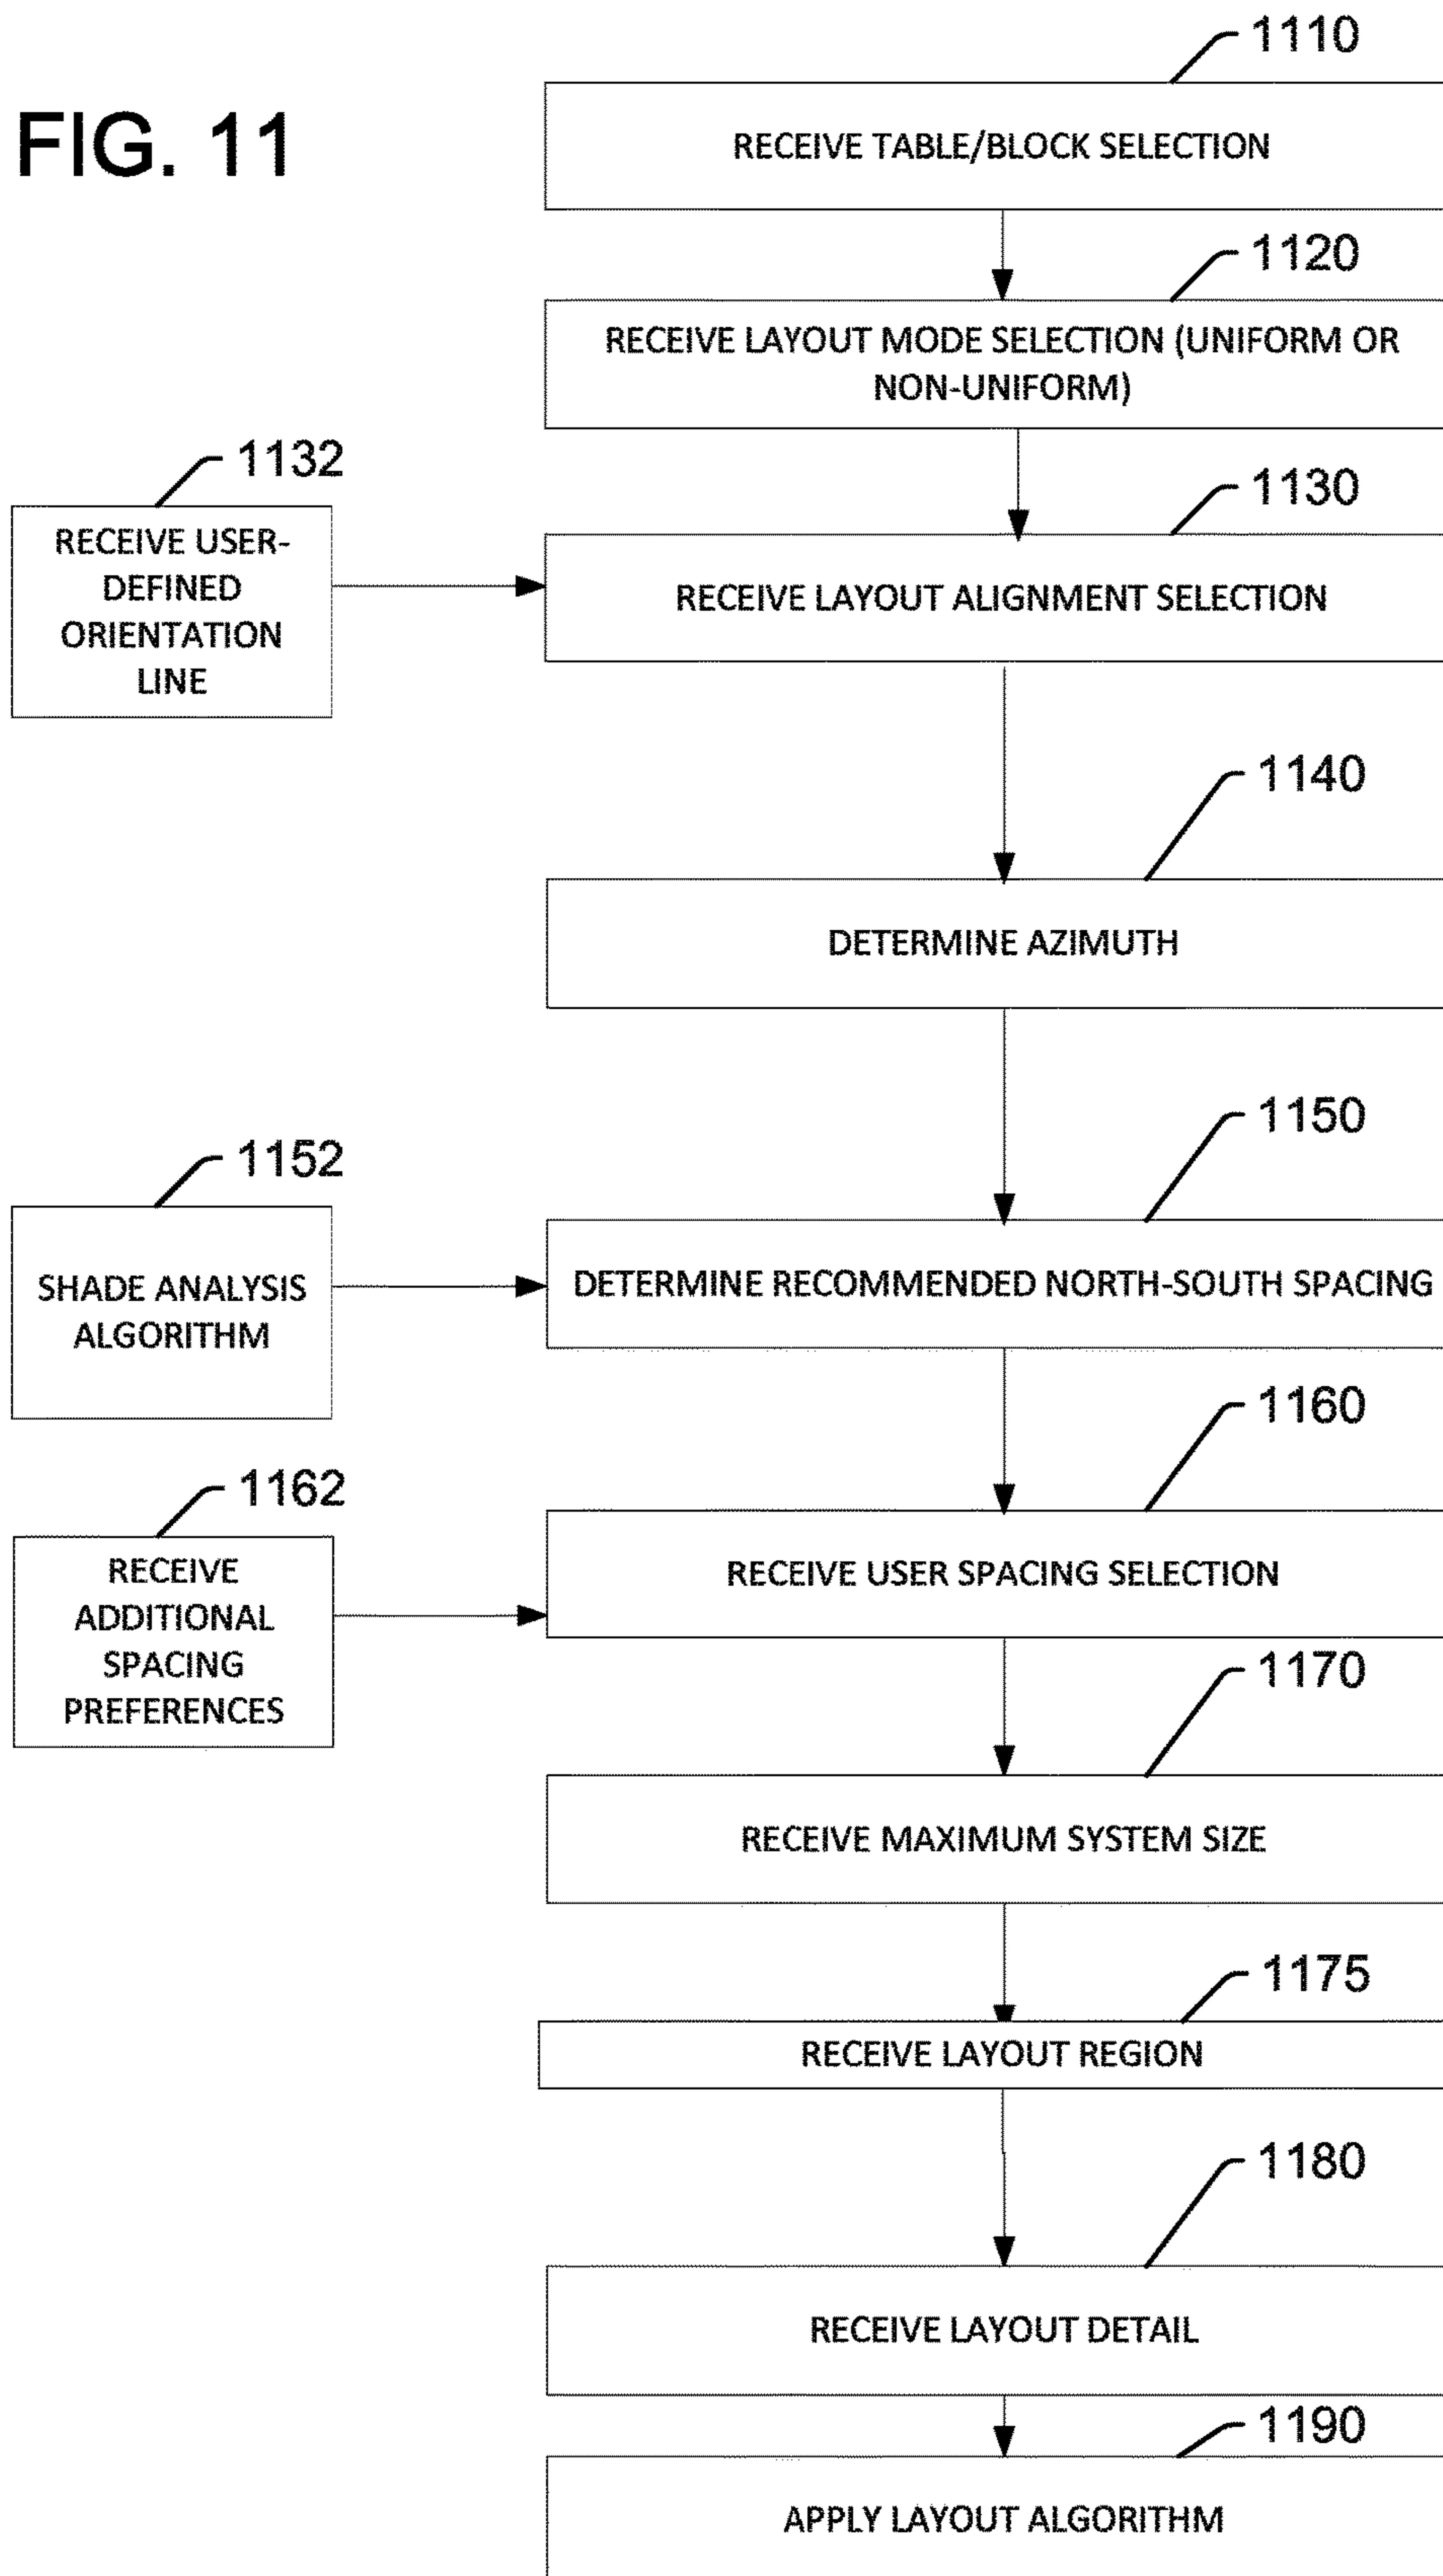 FIG. 11
1110
RECEIVE TABLE/BLOCK SELECTION
1120
RECEIVE LAYOUT MODE SELECTION (UNIFORM OR
NON-UNIFORM)
1132
RECEIVE USER-
DEFINED
ORIENTATION
LINE
1130
RECEIVE LAYOUT ALIGNMENT SELECTION
1140
DETERMINE AZIMUTH
1152
SHADE ANALYSIS
ALGORITHM
1150
DETERMINE RECOMMENDED NORTH-SOUTH SPACING
1162
RECEIVE
ADDITIONAL
SPACING
PREFERENCES
1160
RECEIVE USER SPACING SELECTION
1170
RECEIVE MAXIMUM SYSTEM SIZE
1175
RECEIVE LAYOUT REGION
1180
RECEIVE LAYOUT DETAIL
1190
APPLY LAYOUT ALGORITHM